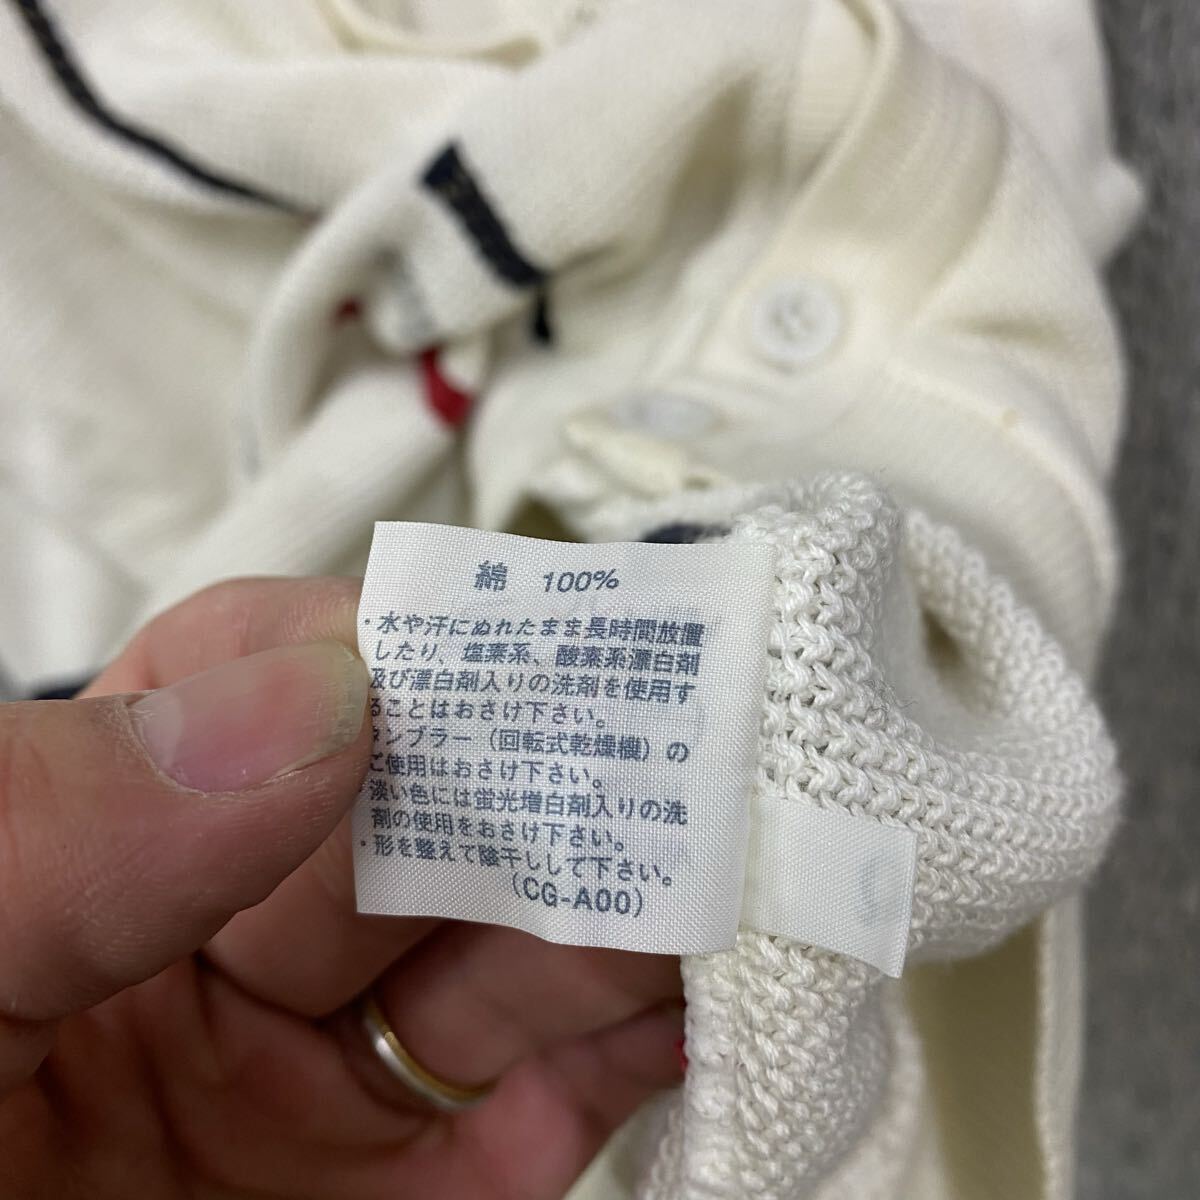 綿 100%
・水や汗にぬれたまま長時間放置
したり、塩素系、酸素系漂白剤
及び漂白剤入りの洗剤を使用す
ることはおさけ下さい。
タンブラー（回転式乾燥機）の
ご使用はおさけ下さい。
淡い色には蛍光増白剤入りの洗
剤の使用をおさけ下さい。
・形を整えて陰干しして下さい。
（CG-A00）